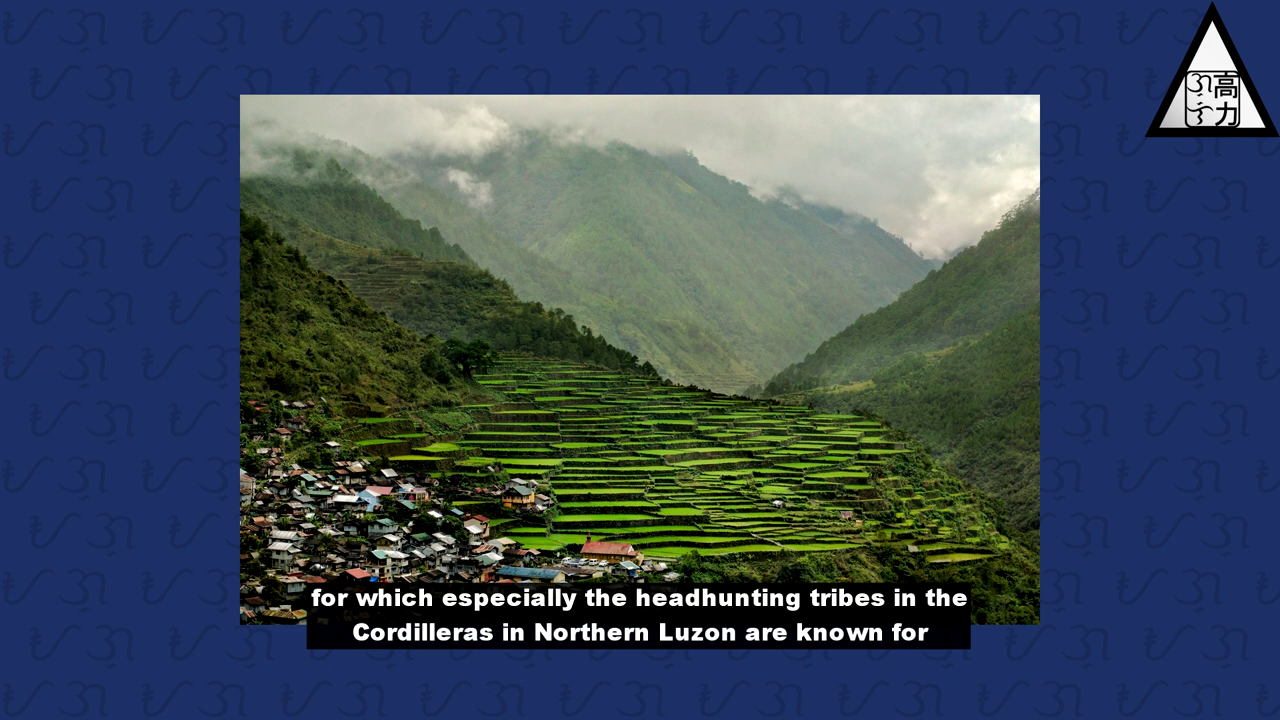 高
力
for which especially the headhunting tribes in the
Cordilleras in Northern Luzon are known for